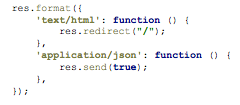 res.format({
    'text/html': function () {
        res.redirect("/");
    },
    'application/json': function () {
        res.send(true);
    },
});